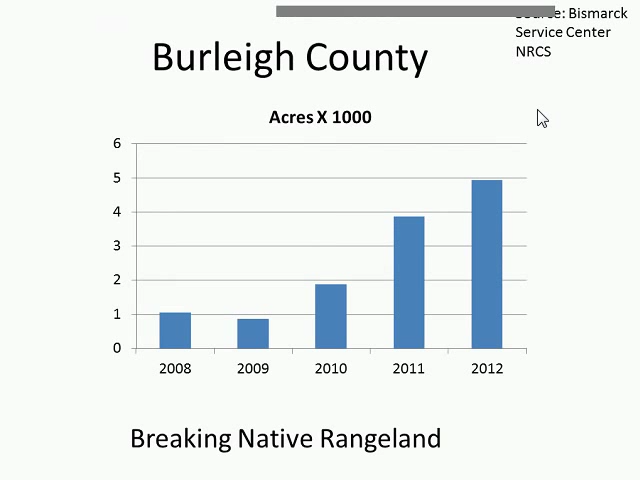 Source: Bismarck
Service Center
NRCS
Burleigh County
Acres X 1000
6
5
4
3
2
1
0
2008 2009 2010 2011 2012
Breaking Native Rangeland